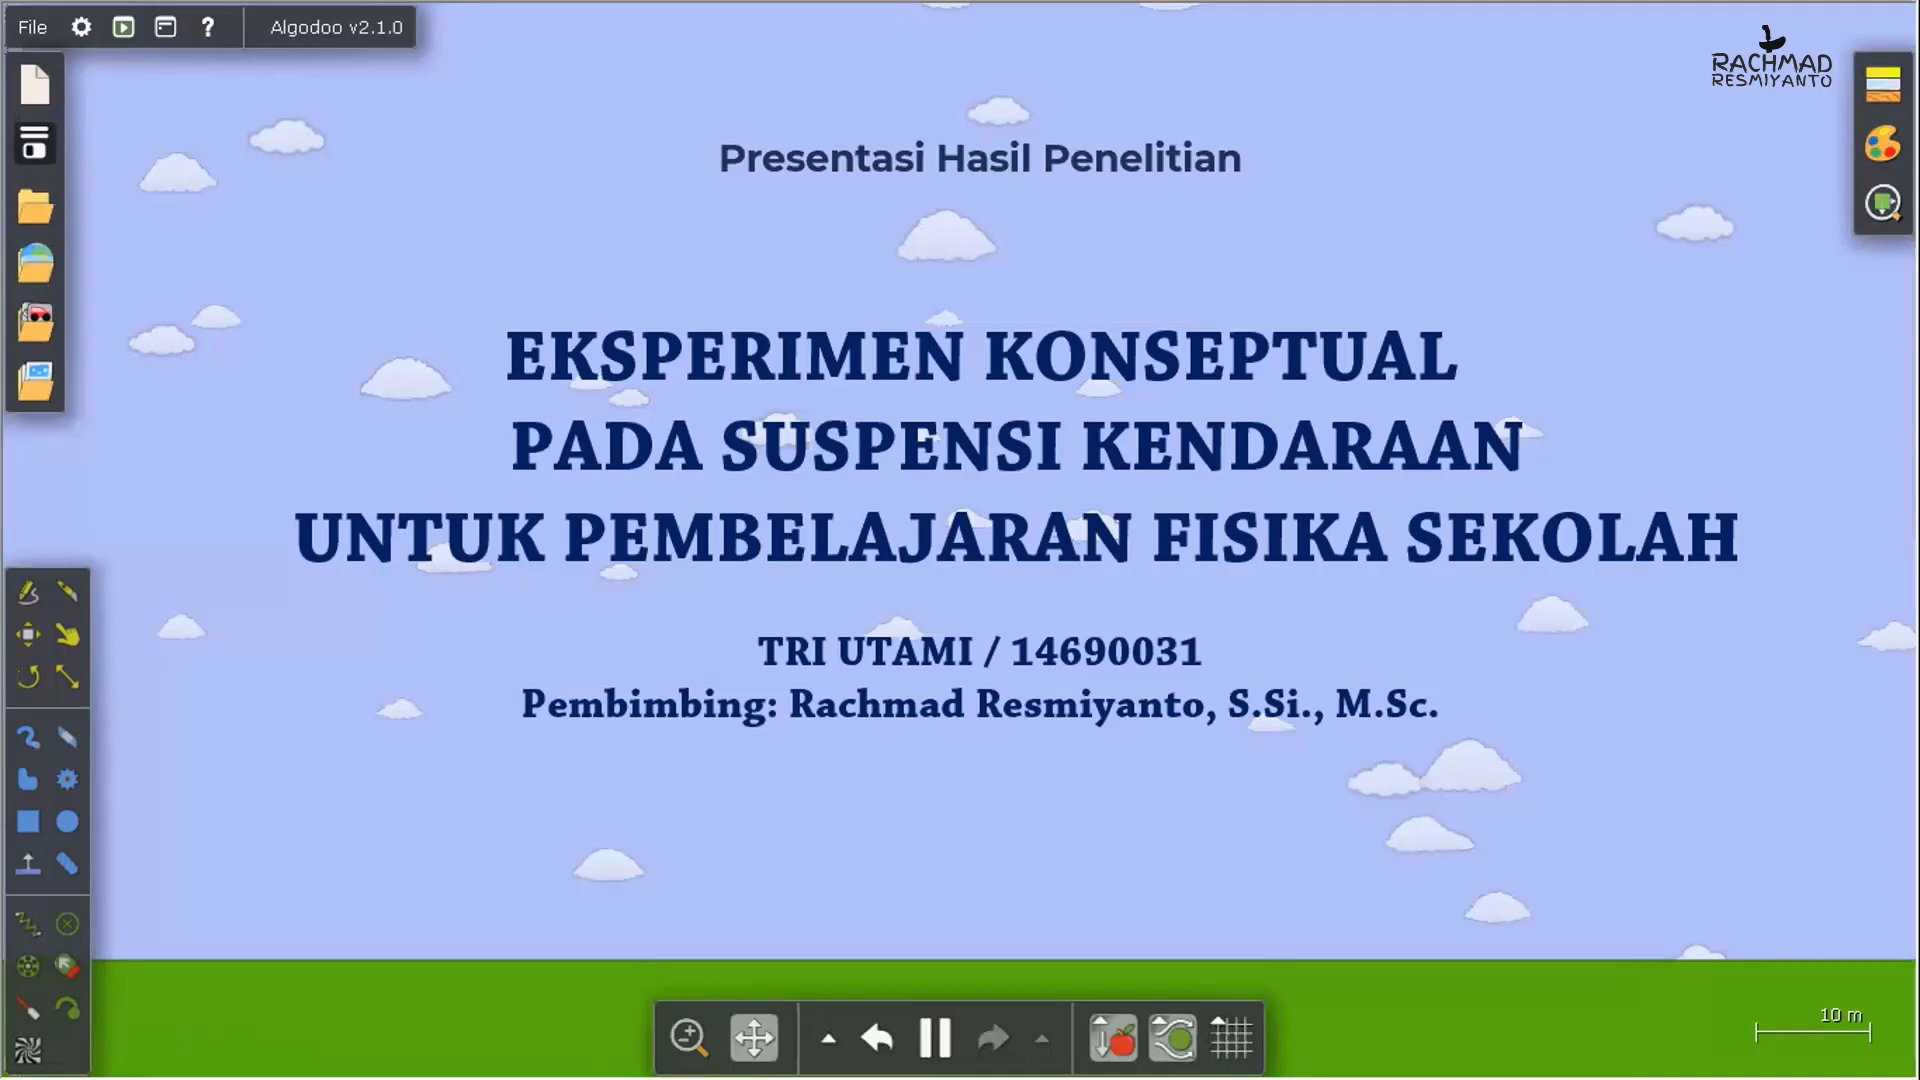 File
?
Algodoo v2.1.0
RACHMAD
RESMIYANTO
Presentasi Hasil Penelitian
EKSPERIMEN KONSEPTUAL
PADA SUSPENSI KENDARAAN
UNTUK PEMBELAJARAN FISIKA SEKOLAH
TRI UTAMI / 14690031
Pembimbing: Rachmad Resmiyanto, S.Si., M.Sc.
10 m